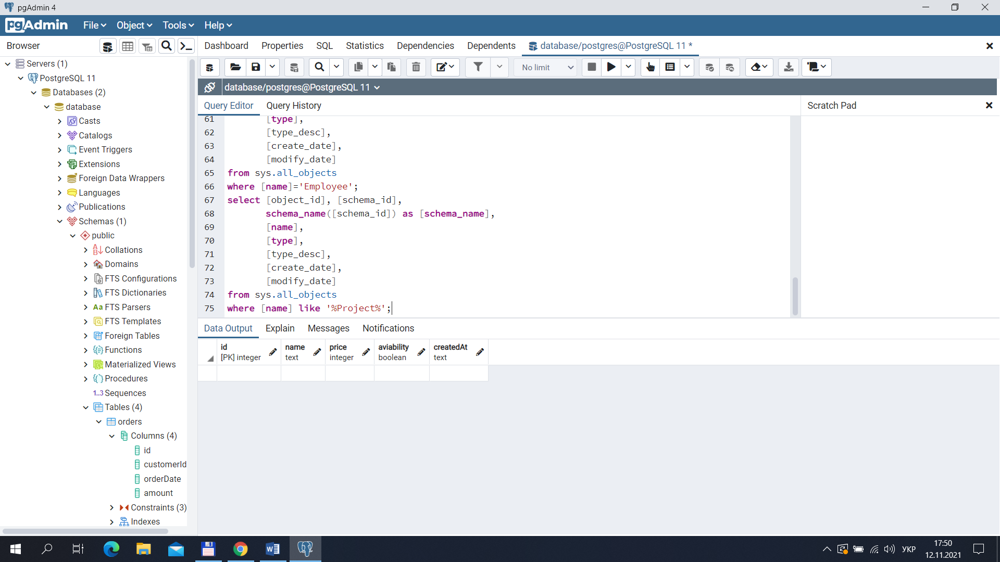 pgAdmin 4
pgAdmin File Object Tools Help
Browser
Dashboard Properties SQL Statistics Dependencies Dependents database/postgres@PostgreSQL 11 *
No limit
database/postgres@PostgreSQL 11
Query Editor Query History
Scratch Pad
Servers (1)
PostgreSQL 11
Databases (2)
database
Casts
Catalogs
Event Triggers
Extensions
Foreign Data Wrappers
Languages
Publications
Schemas (1)
public
Collations
Domains
FTS Configurations
FTS Dictionaries
Aa FTS Parsers
FTS Templates
Foreign Tables
Functions
Materialized Views
Procedures
1..3 Sequences
Tables (4)
orders
Columns (4)
id
customerId
orderDate
amount
Constraints (3)
Indexes
61 [type],
62 [type_desc],
63 [create_date],
64 [modify_date]
65 from sys.all_objects
66 where [name]='Employee';
67 select [object_id], [schema_id],
68 schema_name([schema_id]) as [schema_name],
69 [name],
70 [type],
71 [type_desc],
72 [create_date],
73 [modify_date]
74 from sys.all_objects
75 where [name] like '%Project%';
Data Output Explain Messages Notifications
id name price aviability createdAt
[PK] integer text integer boolean text
УКР
17:50
12.11.2021